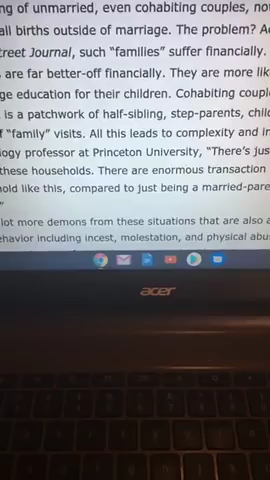 ng of unmarried, even cohabiting couples, no
all births outside of marriage. The problem? A
treet Journal, such "families" suffer financially.
are far better-off financially. They are more lik
ge education for their children. Cohabiting coupl
is a patchwork of half-sibling, step-parents, chil
f "family" visits. All this leads to complexity and in
logy professor at Princeton University, "There's jus
these households. There are enormous transaction
hold like this, compared to just being a married-pare
"
lot more demons from these situations that are also a
ehavior including incest, molestation, and physical abus
acer